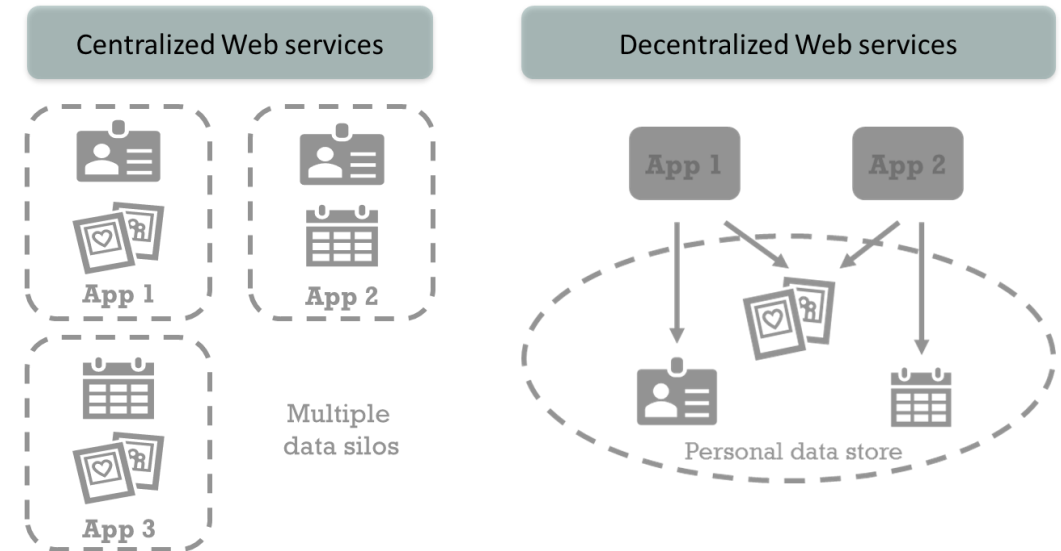 Centralized Web services
Decentralized Web services
App 1
App 2
App 3
Multiple
data silos
App 1
App 2
Personal data store